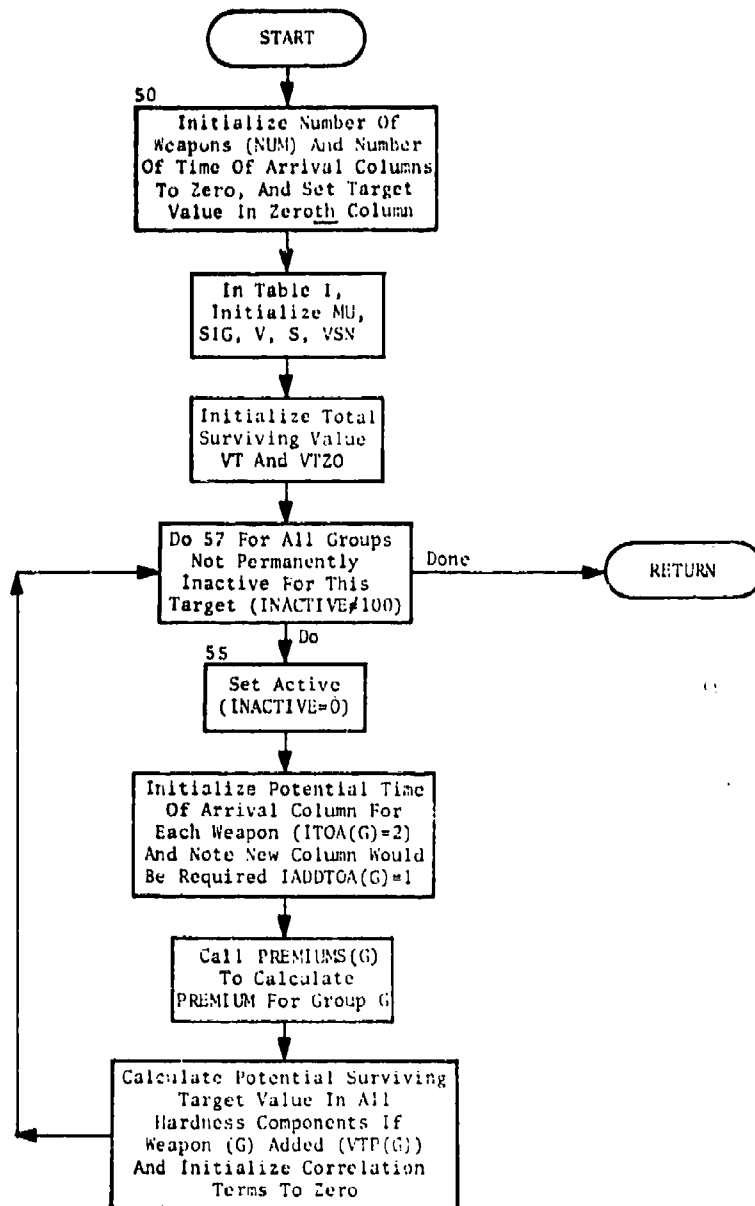 START
50
Initialize Number Of
Weapons (NUM) And Number
Of Time Of Arrival Columns
To Zero, And Set Target
Value In Zeroth Column
In Table I,
Initialize MU,
SIG, V, S, VSN
Initialize Total
Surviving Value
VT And VTZO
Do 57 For All Groups
Not Permanently
Inactive For This
Target (INACTIVE≠100)
Done
RETURN
Do
55
Set Active
(INACTIVE=0)
Initialize Potential Time
Of Arrival Column For
Each Weapon (ITOA(G)=2)
And Note New Column Would
Be Required IADDTOA(G)=1
Call PREMIUMS(G)
To Calculate
PREMIUM For Group G
Calculate Potential Surviving
Target Value In All
Hardness Components If
Weapon (G) Added (VTP(G))
And Initialize Correlation
Terms To Zero